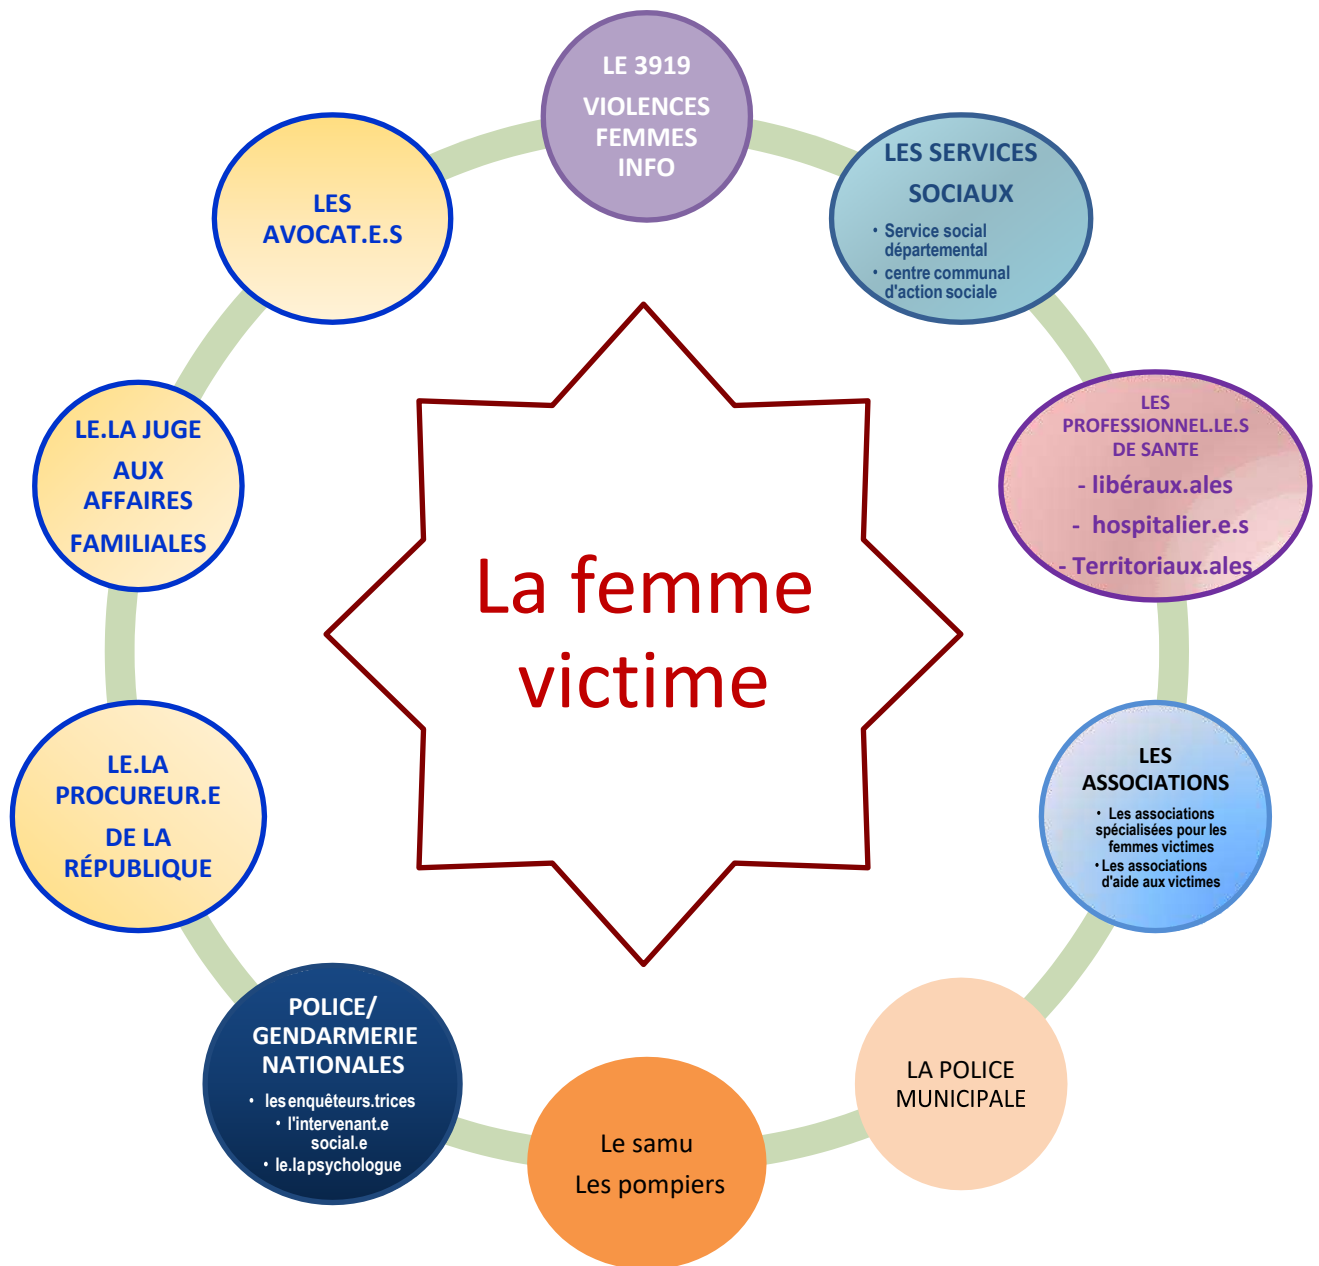 LE 3919
VIOLENCES
FEMMES
INFO
LES SERVICES
SOCIAUX
• Service social
départemental
• centre communal
d'action sociale
LES
PROFESSIONNEL.LE.S
DE SANTE
- libéraux.ales
- hospitalier.e.s
- Territoriaux.ales
LES
ASSOCIATIONS
• Les associations
spécialisées pour les
femmes victimes
• Les associations
d'aide aux victimes
LA POLICE
MUNICIPALE
Le samu
Les pompiers
POLICE/
GENDARMERIE
NATIONALES
• les enquêteurs.trices
• l'intervenant.e
social.e
• le.la psychologue
LE.LA
PROCUREUR.E
DE LA
RÉPUBLIQUE
LE.LA JUGE
AUX
AFFAIRES
FAMILIALES
LES
AVOCAT.E.S
La femme
victime